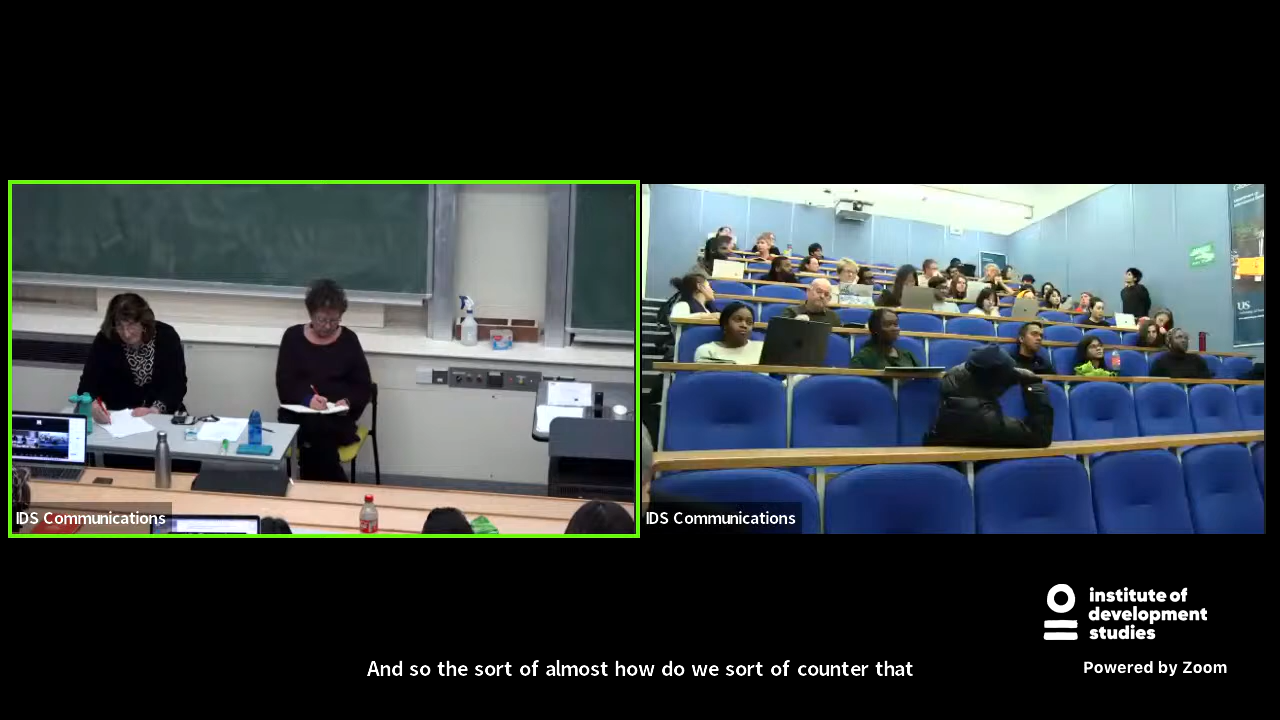 IDS Communications
IDS Communications
US
institute of
development
studies
Powered by Zoom
And so the sort of almost how do we sort of counter that